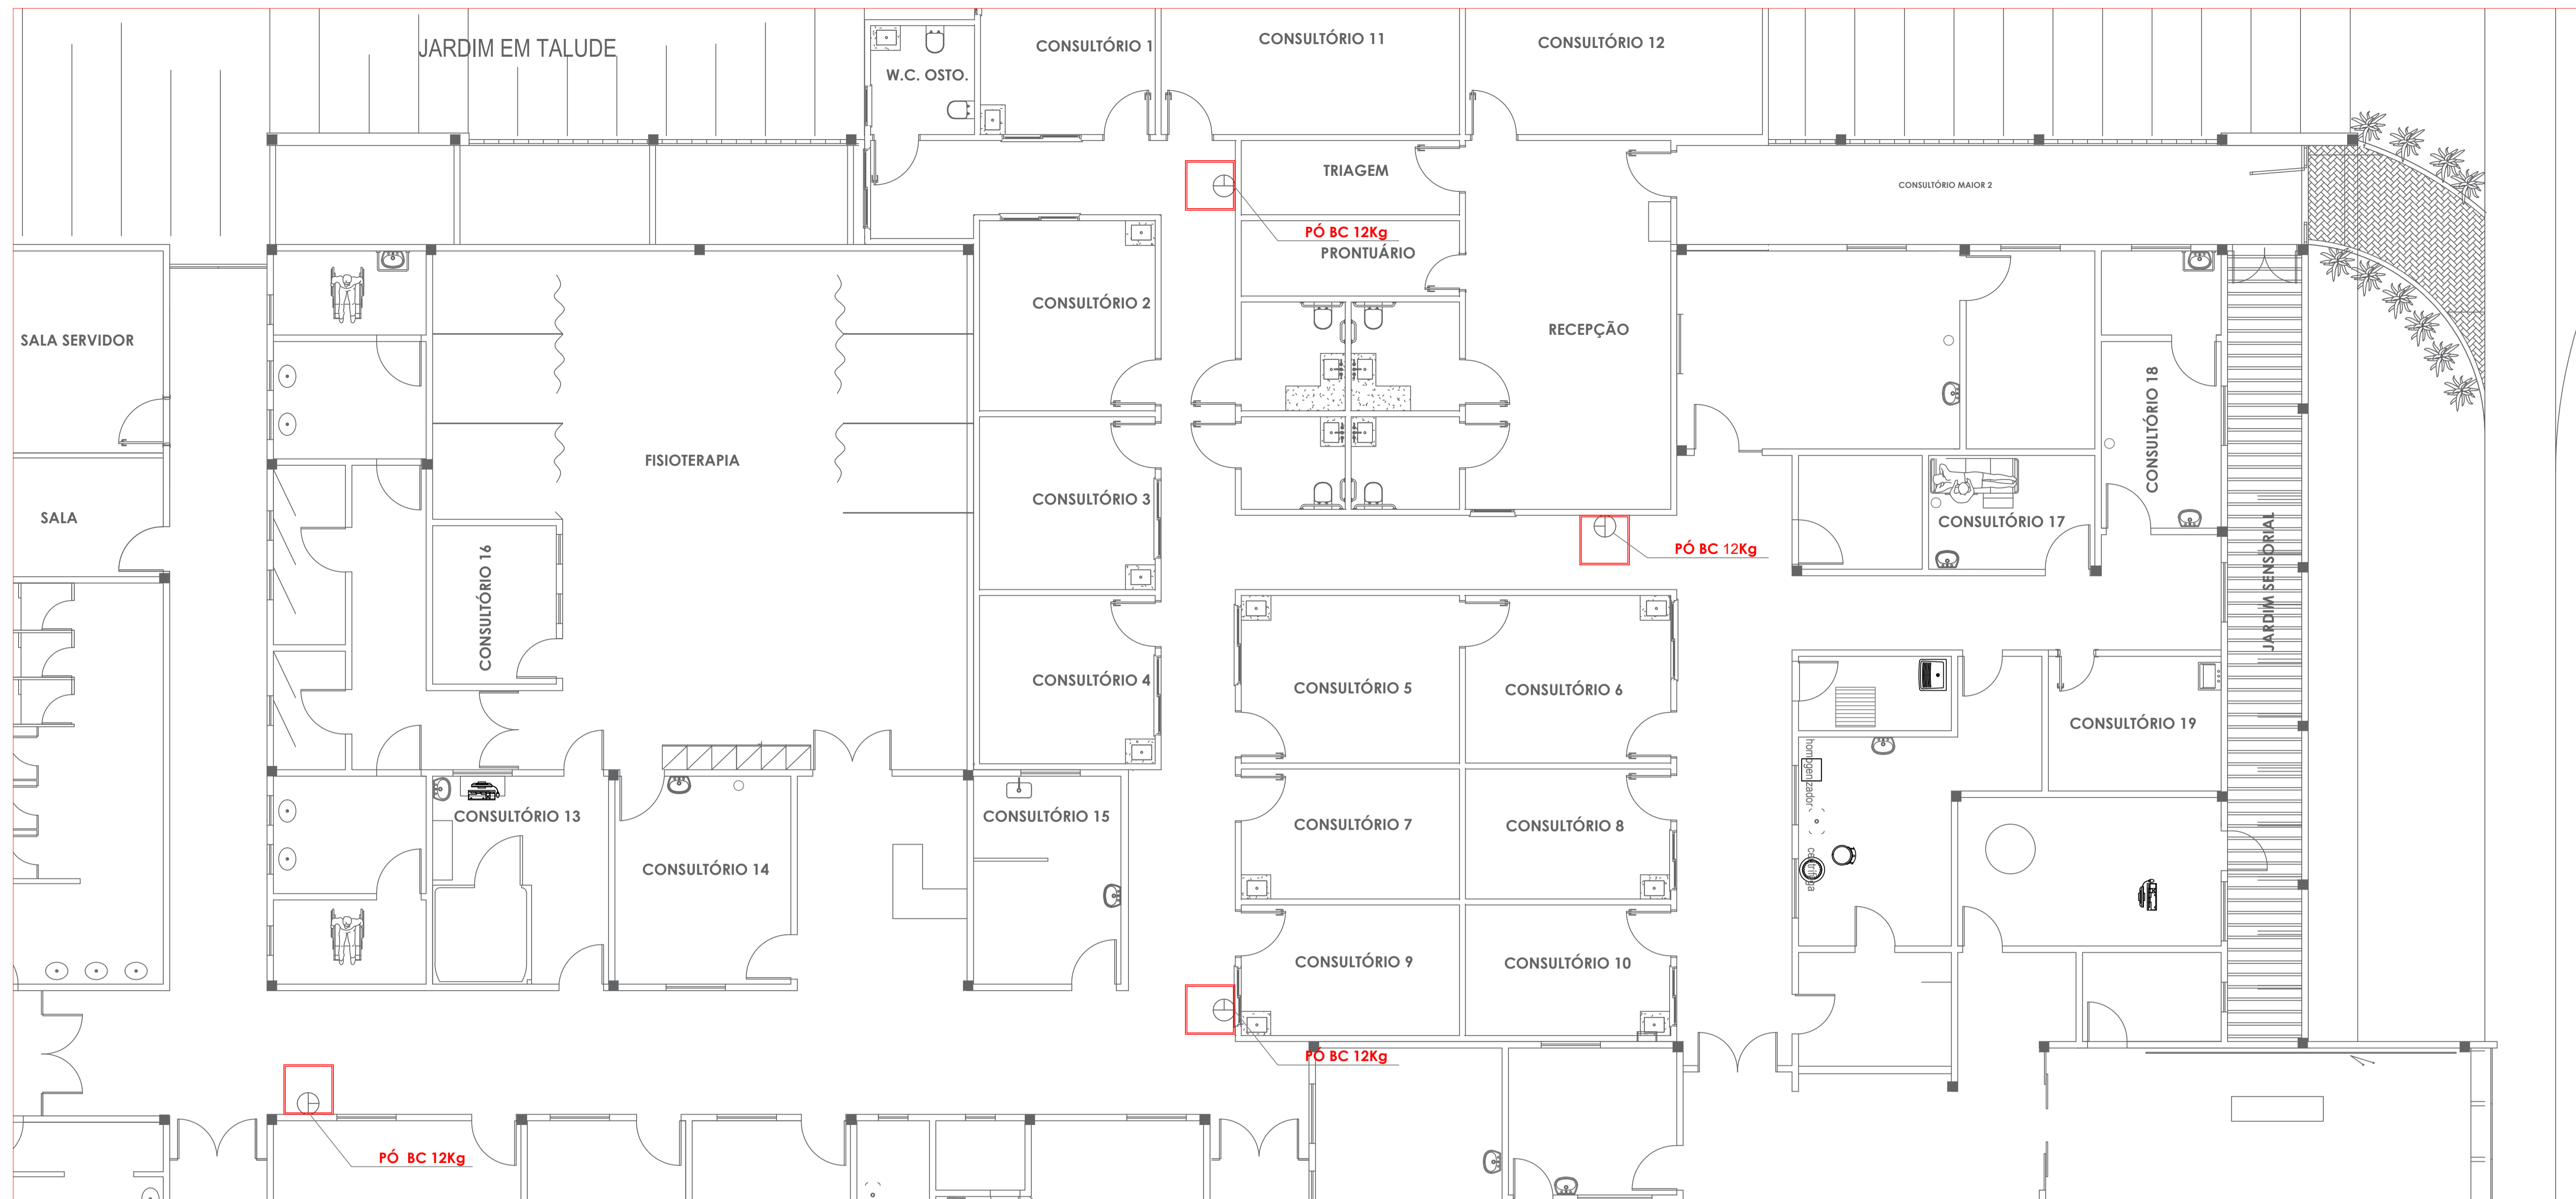 JARDIM EM TALUDE
CONSULTÓRIO 1
CONSULTÓRIO 11
CONSULTÓRIO 12
W.C. OSTO.
TRIAGEM
CONSULTÓRIO MAIOR 2
PÓ BC 12Kg
PRONTUÁRIO
CONSULTÓRIO 2
RECEPÇÃO
SALA SERVIDOR
CONSULTÓRIO 18
FISIOTERAPIA
CONSULTÓRIO 3
SALA
CONSULTÓRIO 17
PÓ BC 12Kg
JARDIM SENSORIAL
CONSULTÓRIO 16
CONSULTÓRIO 4
CONSULTÓRIO 5
CONSULTÓRIO 6
CONSULTÓRIO 19
homogenizador
CONSULTÓRIO 13
CONSULTÓRIO 15
CONSULTÓRIO 7
CONSULTÓRIO 8
CONSULTÓRIO 14
centrifuga
CONSULTÓRIO 9
CONSULTÓRIO 10
PÓ BC 12Kg
PÓ BC 12Kg